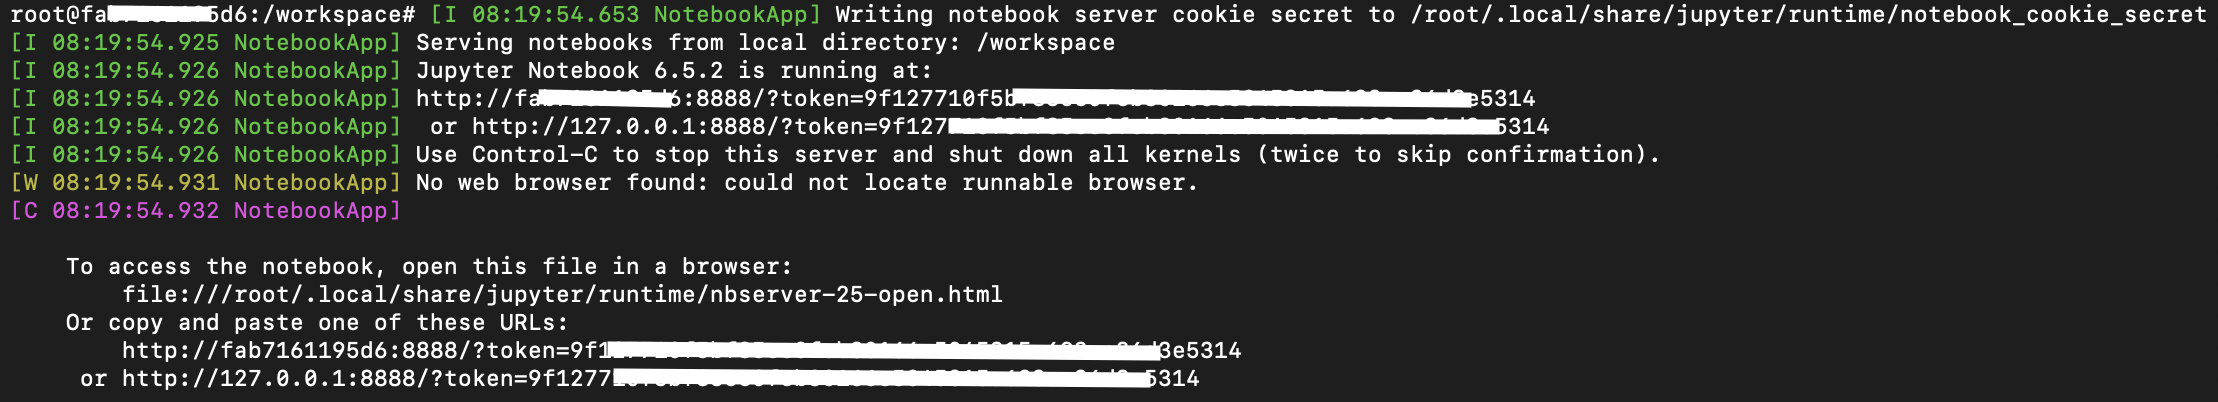 root@fa 5d6:/workspace# [I 08:19:54.653 NotebookApp] Writing notebook server cookie secret to /root/.local/share/jupyter/runtime/notebook_cookie_secret
[I 08:19:54.925 NotebookApp] Serving notebooks from local directory: /workspace
[I 08:19:54.926 NotebookApp] Jupyter Notebook 6.5.2 is running at:
[I 08:19:54.926 NotebookApp] http://fa 6:8888/?token=9f127710f5b e5314
[I 08:19:54.926 NotebookApp]  or http://127.0.0.1:8888/?token=9f127 5314
[I 08:19:54.926 NotebookApp] Use Control-C to stop this server and shut down all kernels (twice to skip confirmation).
[W 08:19:54.931 NotebookApp] No web browser found: could not locate runnable browser.
[C 08:19:54.932 NotebookApp]
To access the notebook, open this file in a browser:
file:///root/.local/share/jupyter/runtime/nbserver-25-open.html
Or copy and paste one of these URLs:
http://fab7161195d6:8888/?token=9f1 3e5314
or http://127.0.0.1:8888/?token=9f1277 5314